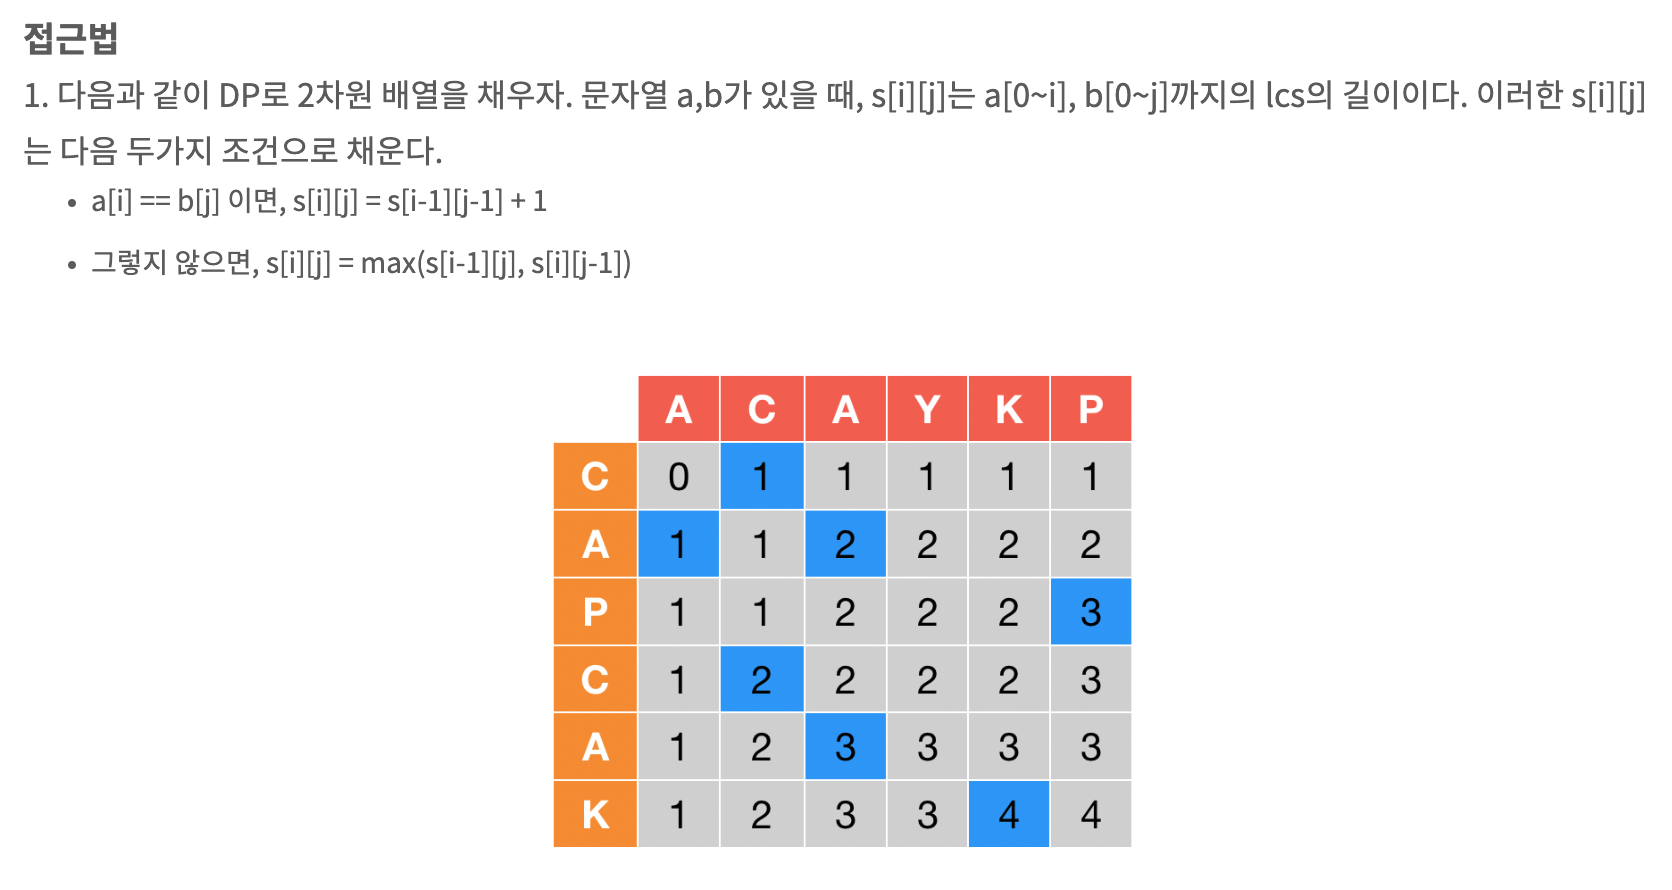 접근법
1. 다음과 같이 DP로 2차원 배열을 채우자. 문자열 a,b가 있을 때, s[i][j]는 a[0~i], b[0~j]까지의 lcs의 길이이다. 이러한 s[i][j]
는 다음 두가지 조건으로 채운다.
• a[i] == b[j] 이면, s[i][j] = s[i-1][j-1] + 1
• 그렇지 않으면, s[i][j] = max(s[i-1][j], s[i][j-1])
A C A Y K P
C 0 1 1 1 1 1
A 1 1 2 2 2 2
P 1 1 2 2 2 3
C 1 2 2 2 2 3
A 1 2 3 3 3 3
K 1 2 3 3 4 4